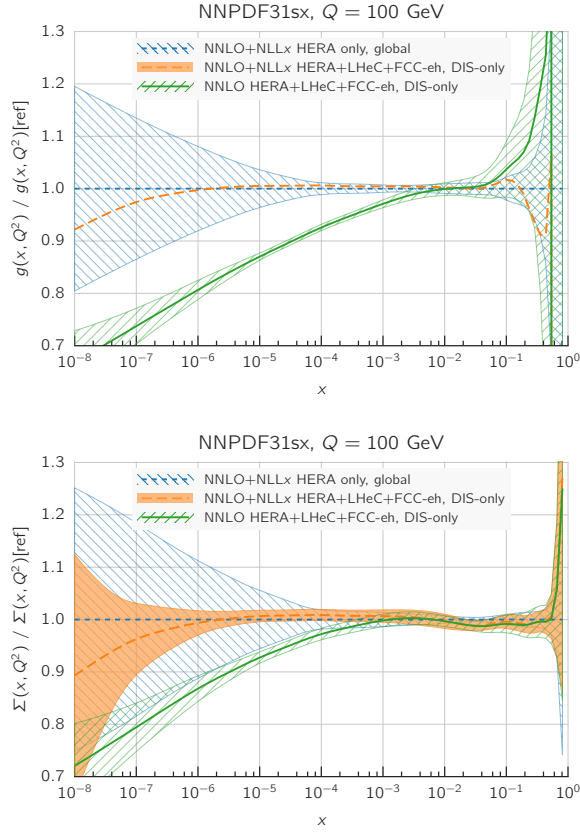 NNPDF31sx, Q = 100 GeV
1.3
1.2
1.1
1.0
0.9
0.8
0.7
g(x, Q²) / g(x, Q²)[ref]
NNLO+NLLx HERA only, global
NNLO+NLLx HERA+LHeC+FCC-eh, DIS-only
NNLO HERA+LHeC+FCC-eh, DIS-only
10⁻⁸ 10⁻⁷ 10⁻⁶ 10⁻⁵ 10⁻⁴ 10⁻³ 10⁻² 10⁻¹ 10⁰
x
NNPDF31sx, Q = 100 GeV
1.3
1.2
1.1
1.0
0.9
0.8
0.7
Σ(x, Q²) / Σ(x, Q²)[ref]
NNLO+NLLx HERA only, global
NNLO+NLLx HERA+LHeC+FCC-eh, DIS-only
NNLO HERA+LHeC+FCC-eh, DIS-only
10⁻⁸ 10⁻⁷ 10⁻⁶ 10⁻⁵ 10⁻⁴ 10⁻³ 10⁻² 10⁻¹ 10⁰
x